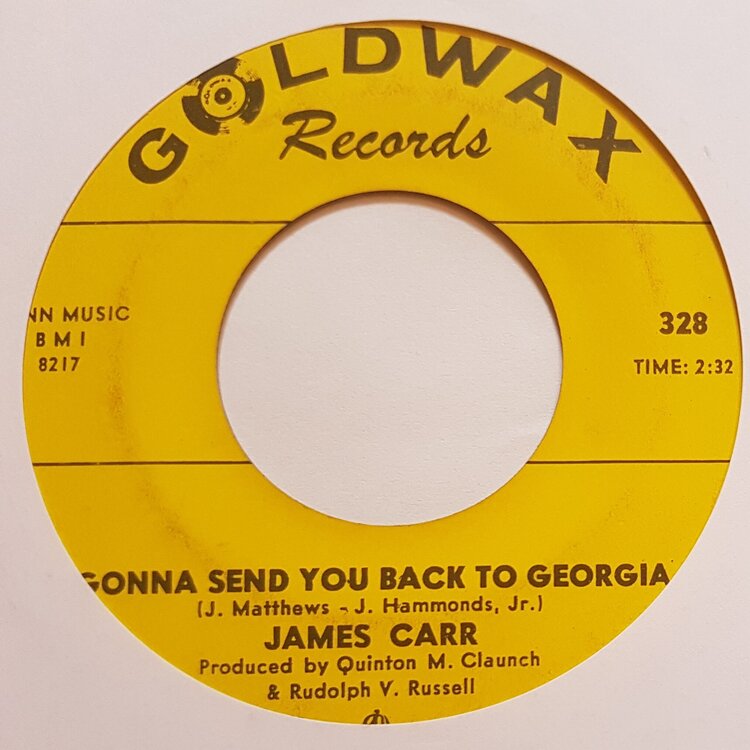 GOLDWAX
Records
NN MUSIC
BMI
8217
328
TIME: 2:32
GONNA SEND YOU BACK TO GEORGIA
(J. Matthews - J. Hammonds, Jr.)
JAMES CARR
Produced by Quinton M. Claunch
& Rudolph V. Russell